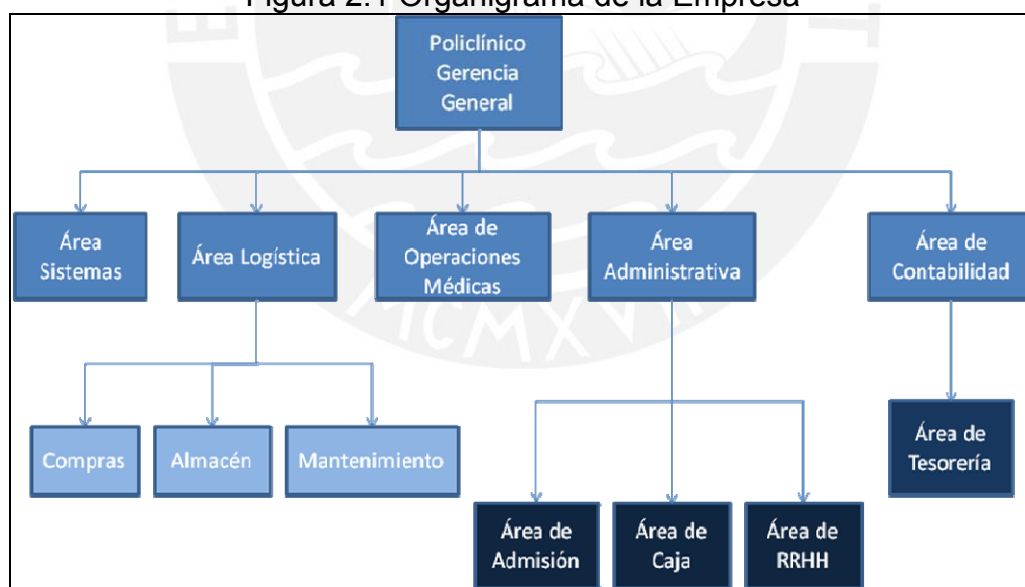 Figura 2.1 Organigrama de la Empresa
Policlínico
Gerencia
General
Área
Sistemas
Área Logística
Área de
Operaciones
Médicas
Área
Administrativa
Área de
Contabilidad
Compras
Almacén
Mantenimiento
Área de
Tesorería
Área de
Admisión
Área de
Caja
Área de
RRHH